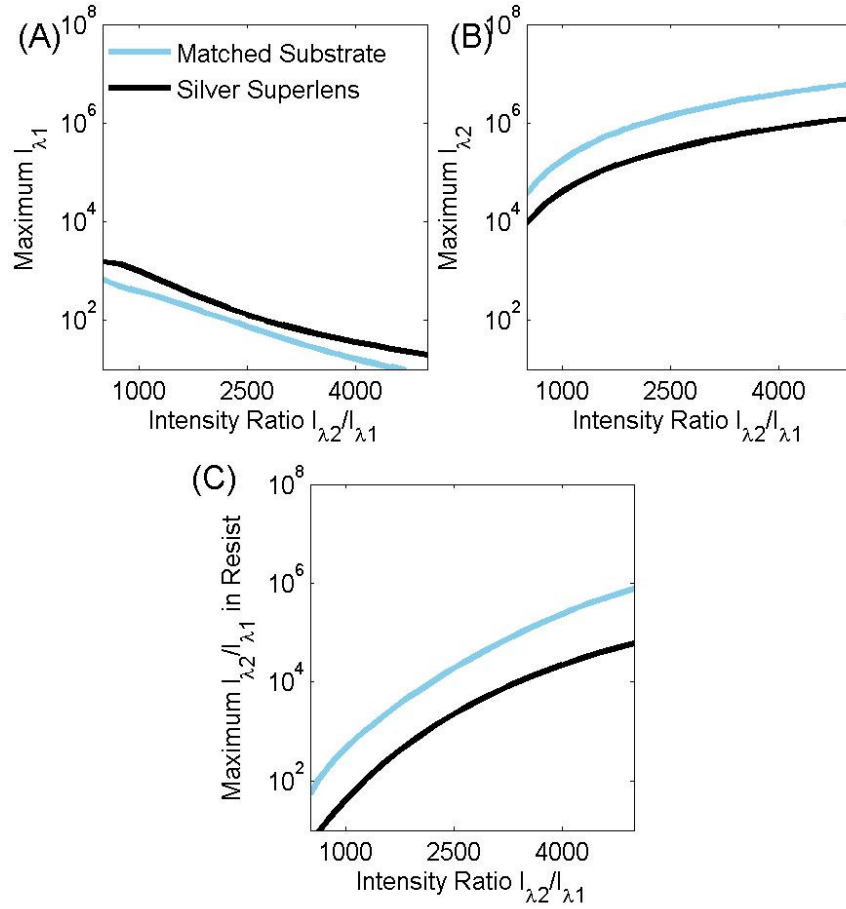 (A)
Matched Substrate
Silver Superlens
Maximum I_λ1
10^8
10^6
10^4
10^2
1000 2500 4000
Intensity Ratio I_λ2/I_λ1
(B)
Maximum I_λ2
10^8
10^6
10^4
10^2
1000 2500 4000
Intensity Ratio I_λ2/I_λ1
(C)
Maximum I_λ2/I_λ1 in Resist
10^8
10^6
10^4
10^2
1000 2500 4000
Intensity Ratio I_λ2/I_λ1